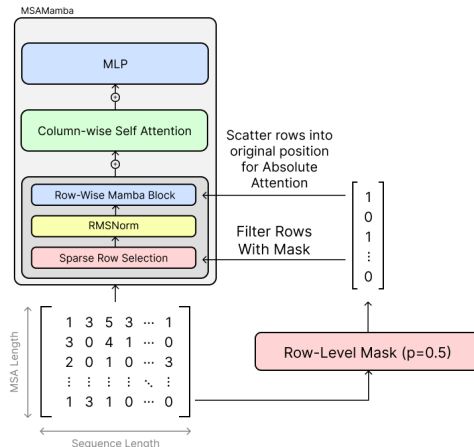 MSAMamba
MLP
Column-wise Self Attention
Row-Wise Mamba Block
RMSNorm
Sparse Row Selection
Scatter rows into
original position
for Absolute
Attention
Filter Rows
With Mask
1
0
1
⋮
0
MSA Length
1 3 5 3 ⋯ 1
3 0 4 1 ⋯ 0
2 0 1 0 ⋯ 3
⋮ ⋮ ⋮ ⋮ ⋱ ⋮
1 3 1 0 ⋯ 0
Sequence Length
Row-Level Mask (p=0.5)